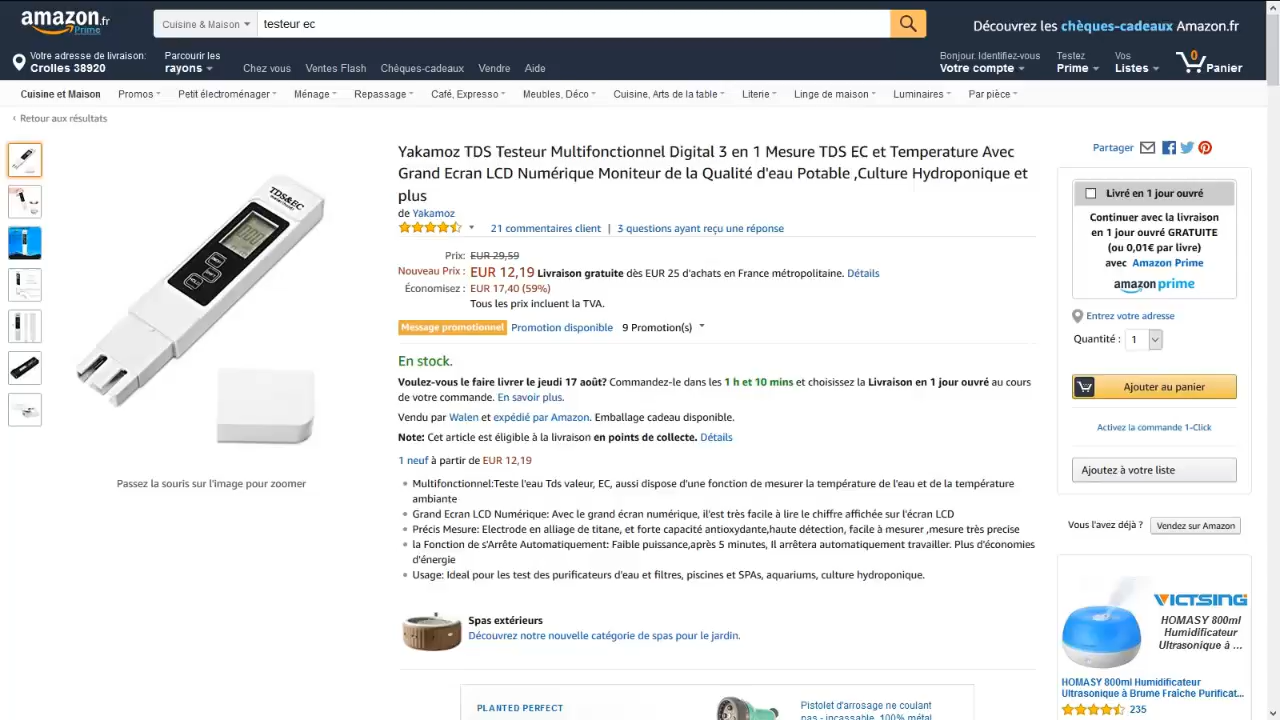 amazon.fr
Prime
Cuisine & Maison
testeur ec
Découvrez les chèques-cadeaux Amazon.fr
Votre adresse de livraison:
Crolles 38920
Parcourir les
rayons
Chez vous
Ventes Flash
Chèques-cadeaux
Vendre
Aide
Bonjour. Identifiez-vous
Votre compte
Testez
Prime
Vos
Listes
0
Panier
Cuisine et Maison
Promos
Petit électroménager
Ménage
Repassage
Café, Expresso
Meubles, Déco
Cuisine, Arts de la table
Literie
Linge de maison
Luminaires
Par pièce
‹ Retour aux résultats
TDS&EC
Passez la souris sur l'image pour zoomer
Yakamoz TDS Testeur Multifonctionnel Digital 3 en 1 Mesure TDS EC et Temperature Avec
Grand Ecran LCD Numérique Moniteur de la Qualité d'eau Potable ,Culture Hydroponique et
plus
de Yakamoz
21 commentaires client | 3 questions ayant reçu une réponse
Prix: EUR 29,59
Nouveau Prix : EUR 12,19 Livraison gratuite dès EUR 25 d'achats en France métropolitaine. Détails
Économisez : EUR 17,40 (59%)
Tous les prix incluent la TVA.
Message promotionnel Promotion disponible 9 Promotion(s)
En stock.
Voulez-vous le faire livrer le jeudi 17 août? Commandez-le dans les 1 h et 10 mins et choisissez la Livraison en 1 jour ouvré au cours
de votre commande. En savoir plus.
Vendu par Walen et expédié par Amazon. Emballage cadeau disponible.
Note: Cet article est éligible à la livraison en points de collecte. Détails
1 neuf à partir de EUR 12,19
• Multifonctionnel:Teste l'eau Tds valeur, EC, aussi dispose d'une fonction de mesurer la température de l'eau et de la température
ambiante
• Grand Ecran LCD Numérique: Avec le grand écran numérique, il'est très facile à lire le chiffre affichée sur l'écran LCD
• Précis Mesure: Electrode en alliage de titane, et forte capacité antioxydante,haute détection, facile à mesurer ,mesure très precise
• la Fonction de s'Arrête Automatiquement: Faible puissance,après 5 minutes, Il arrêtera automatiquement travailler. Plus d'économies
d'énergie
• Usage: Ideal pour les test des purificateurs d'eau et filtres, piscines et SPAs, aquariums, culture hydroponique.
Spas extérieurs
Découvrez notre nouvelle catégorie de spas pour le jardin.
PLANTED PERFECT
Pistolet d'arrosage ne coulant
pas - incassable, 100% métal
Partager
Livré en 1 jour ouvré
Continuer avec la livraison
en 1 jour ouvré GRATUITE
(ou 0,01€ par livre)
avec Amazon Prime
amazon prime
Entrez votre adresse
Quantité : 1
Ajouter au panier
Activez la commande 1-Click
Ajoutez à votre liste
Vous l'avez déjà ? Vendez sur Amazon
VICTSING
HOMASY 800ml
Humidificateur
Ultrasonique à ...
HOMASY 800ml Humidificateur
Ultrasonique à Brume Fraîche Purificat...
235